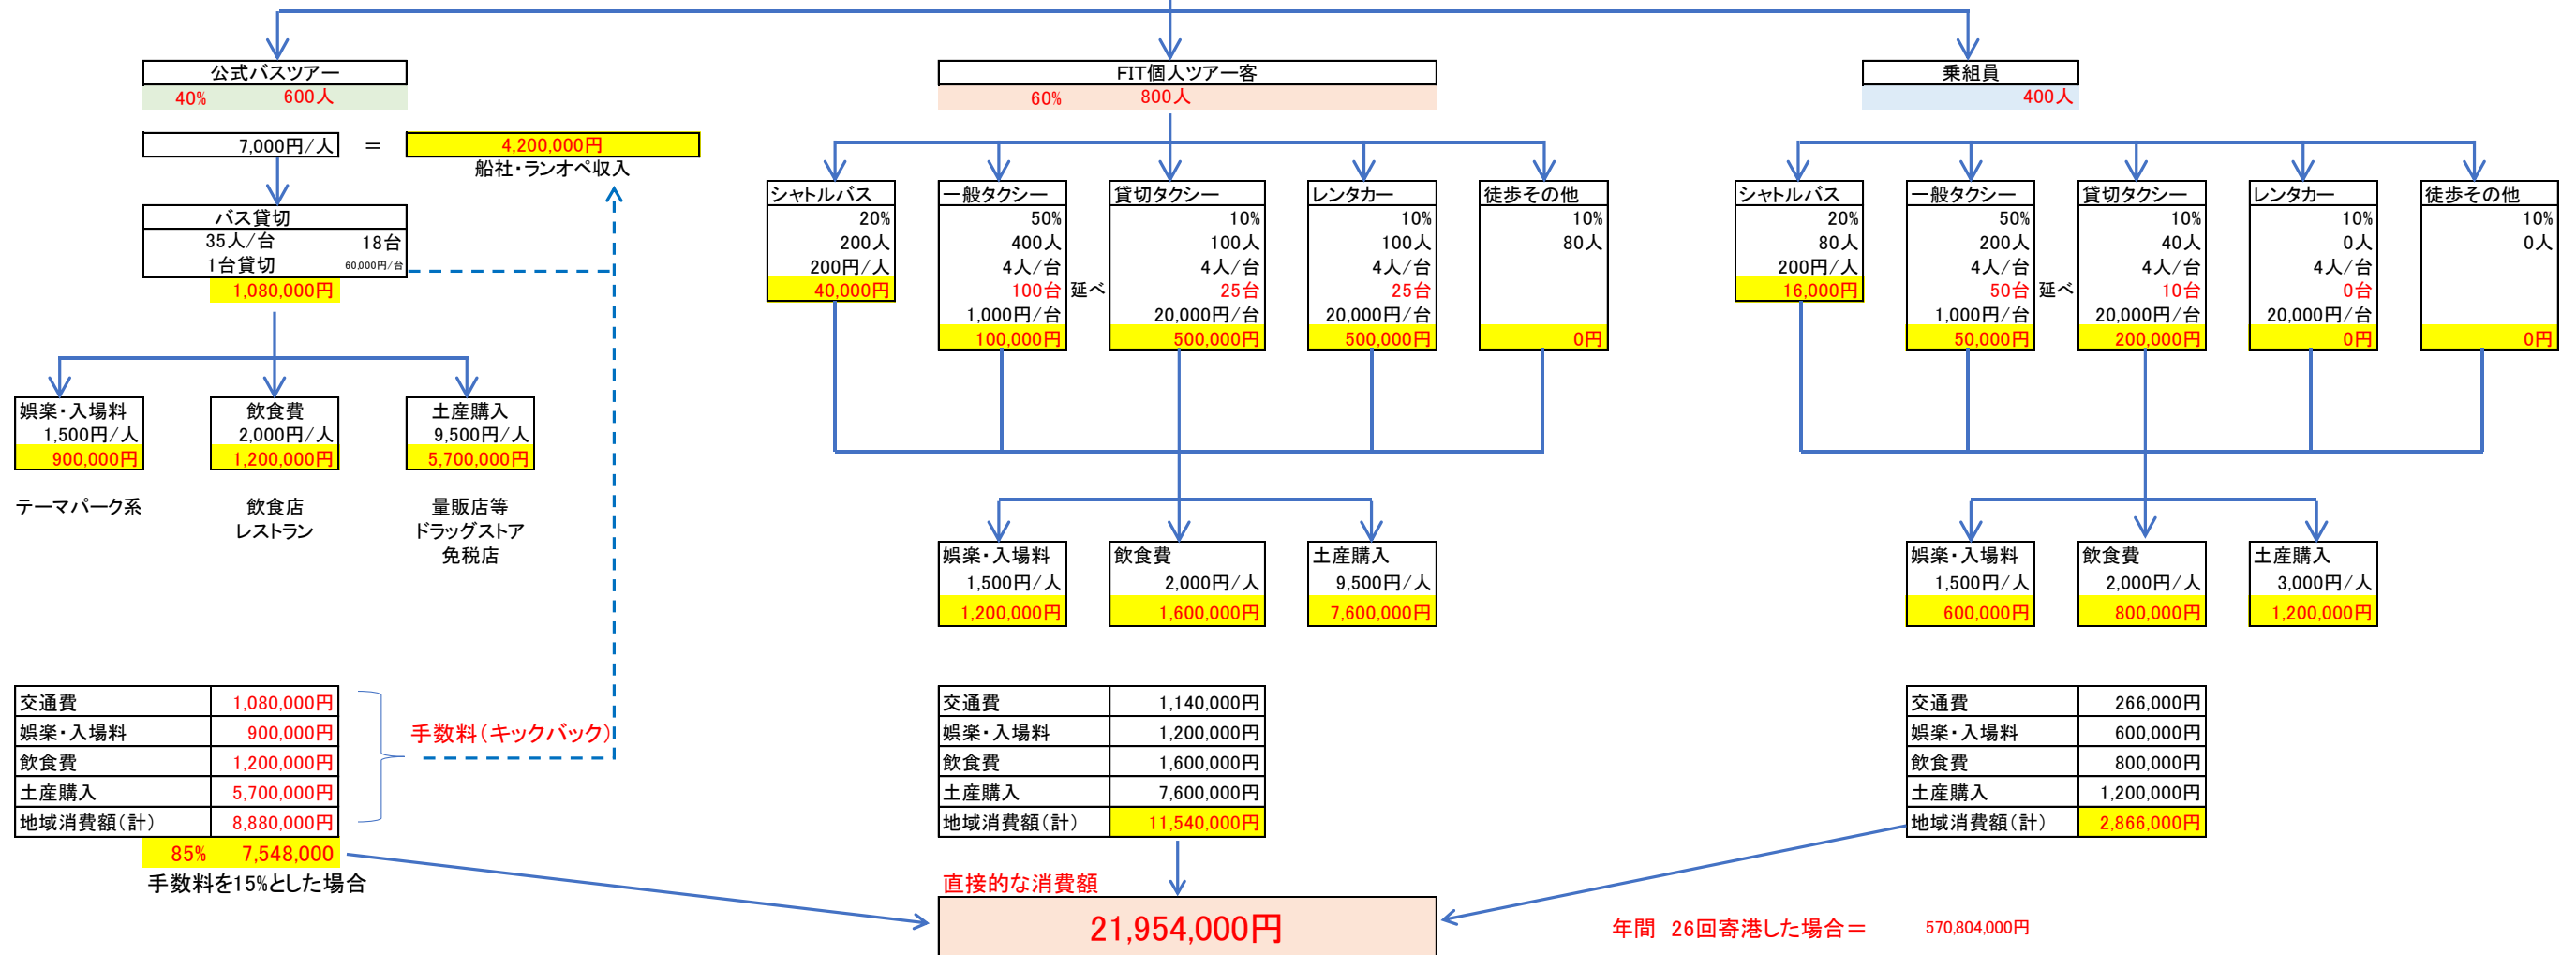 公式バスツアー
40% 600人
7,000円/人 = 4,200,000円
船社・ランオペ収入
バス貸切
35人/台 18台
1台貸切 60,000円/台
1,080,000円
娯楽・入場料
1,500円/人
900,000円
テーマパーク系
飲食費
2,000円/人
1,200,000円
飲食店
レストラン
土産購入
9,500円/人
5,700,000円
量販店等
ドラッグストア
免税店
交通費 1,080,000円
娯楽・入場料 900,000円
飲食費 1,200,000円
土産購入 5,700,000円
地域消費額(計) 8,880,000円
85% 7,548,000
手数料を15%とした場合
手数料(キックバック)
FIT個人ツアー客
60% 800人
シャトルバス
20%
200人
200円/人
40,000円
一般タクシー
50%
400人
4人/台
100台 延べ
1,000円/台
100,000円
貸切タクシー
10%
100人
4人/台
25台
20,000円/台
500,000円
レンタカー
10%
100人
4人/台
25台
20,000円/台
500,000円
徒歩その他
10%
80人
0円
娯楽・入場料
1,500円/人
1,200,000円
飲食費
2,000円/人
1,600,000円
土産購入
9,500円/人
7,600,000円
交通費 1,140,000円
娯楽・入場料 1,200,000円
飲食費 1,600,000円
土産購入 7,600,000円
地域消費額(計) 11,540,000円
直接的な消費額
21,954,000円
乗組員
400人
シャトルバス
20%
80人
200円/人
16,000円
一般タクシー
50%
200人
4人/台
50台 延べ
1,000円/台
50,000円
貸切タクシー
10%
40人
4人/台
10台
20,000円/台
200,000円
レンタカー
10%
0人
4人/台
0台
20,000円/台
0円
徒歩その他
10%
0人
0円
娯楽・入場料
1,500円/人
600,000円
飲食費
2,000円/人
800,000円
土産購入
3,000円/人
1,200,000円
交通費 266,000円
娯楽・入場料 600,000円
飲食費 800,000円
土産購入 1,200,000円
地域消費額(計) 2,866,000円
年間 26回寄港した場合= 570,804,000円